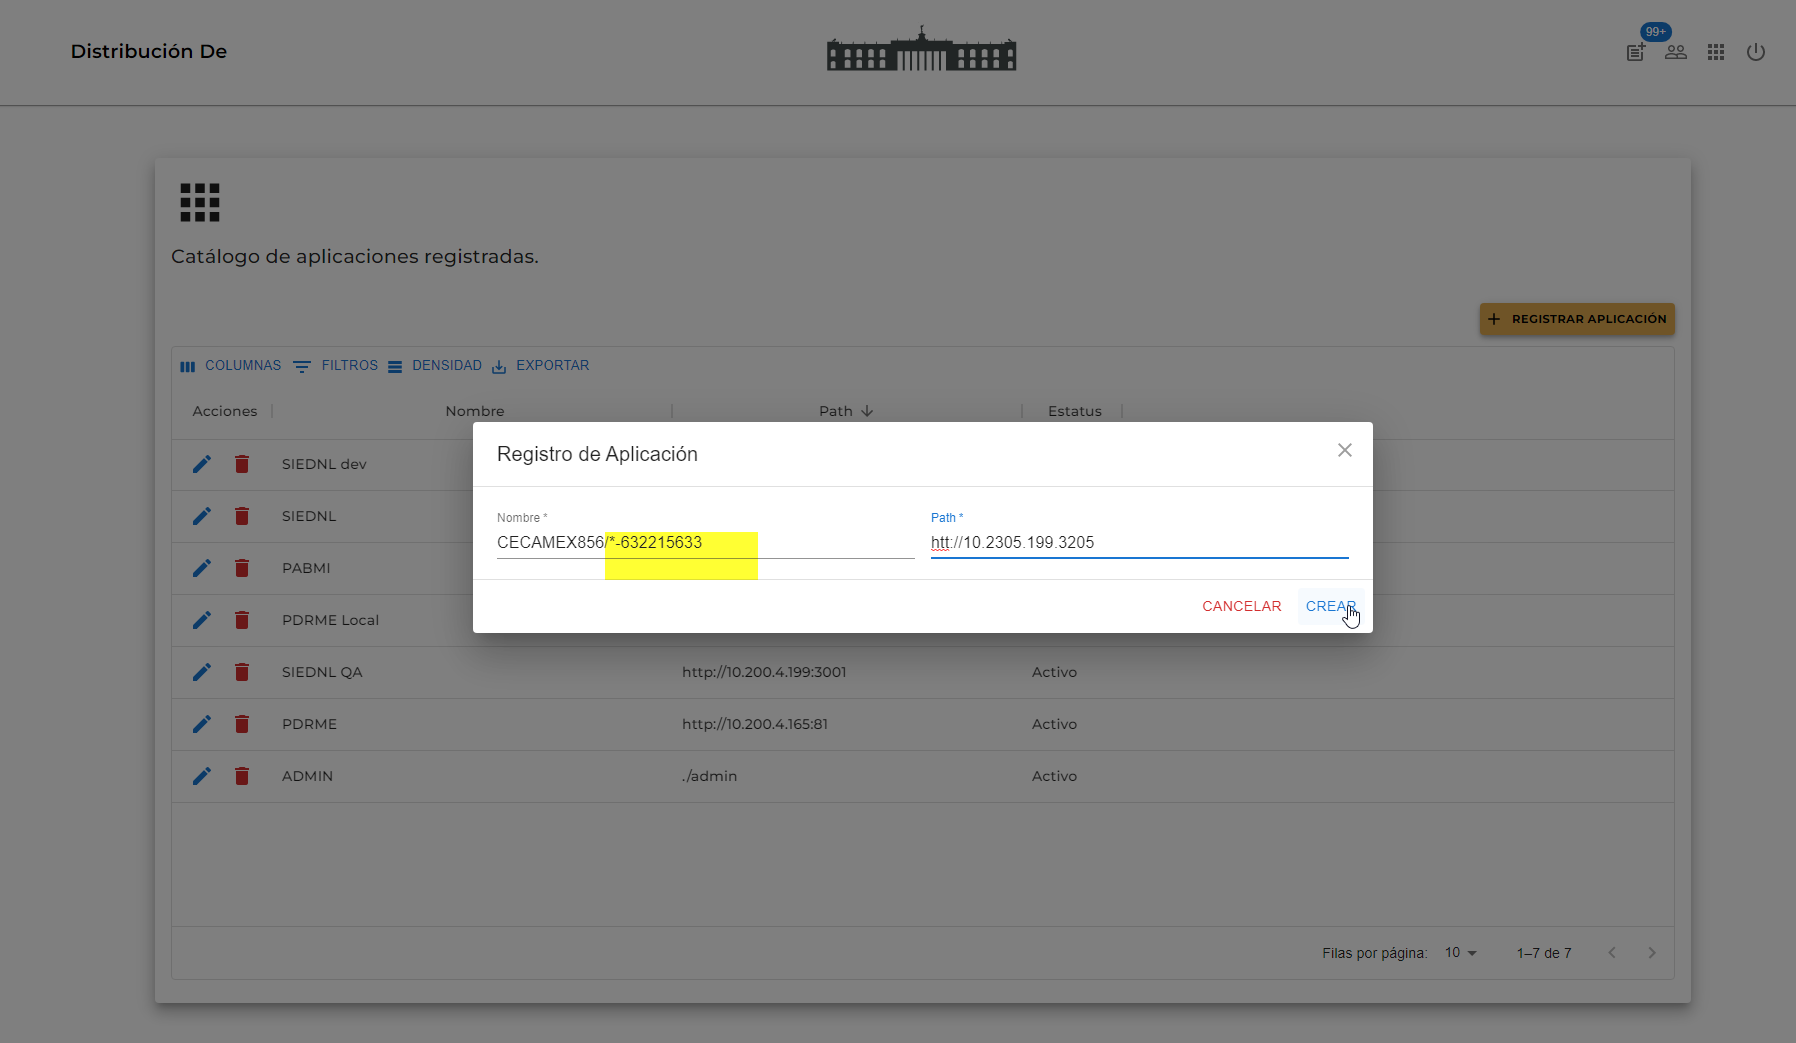 Distribución De
99+
Catálogo de aplicaciones registradas.
REGISTRAR APLICACIÓN
COLUMNAS FILTROS DENSIDAD EXPORTAR
Acciones Nombre Path Estatus
Registro de Aplicación
SIEDNL dev
SIEDNL
PABMI
PDRME Local
Nombre * Path *
CECAMEX856/*-632215633 htt://10.2305.199.3205
CANCELAR CREAR
SIEDNL QA http://10.200.4.199:3001 Activo
PDRME http://10.200.4.165:81 Activo
ADMIN ./admin Activo
Filas por página: 10 1–7 de 7